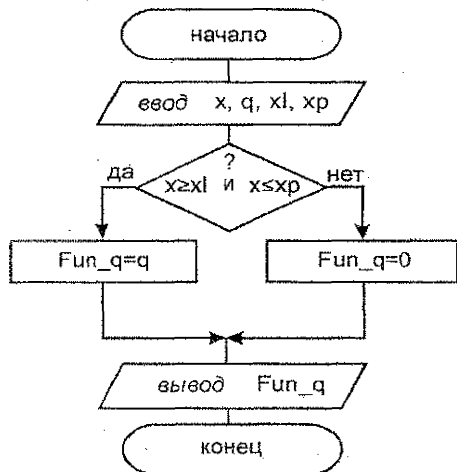 начало
ввод x, q, xl, xp
?
да x≥xl и x≤xp нет
Fun_q=q Fun_q=0
вывод Fun_q
конец